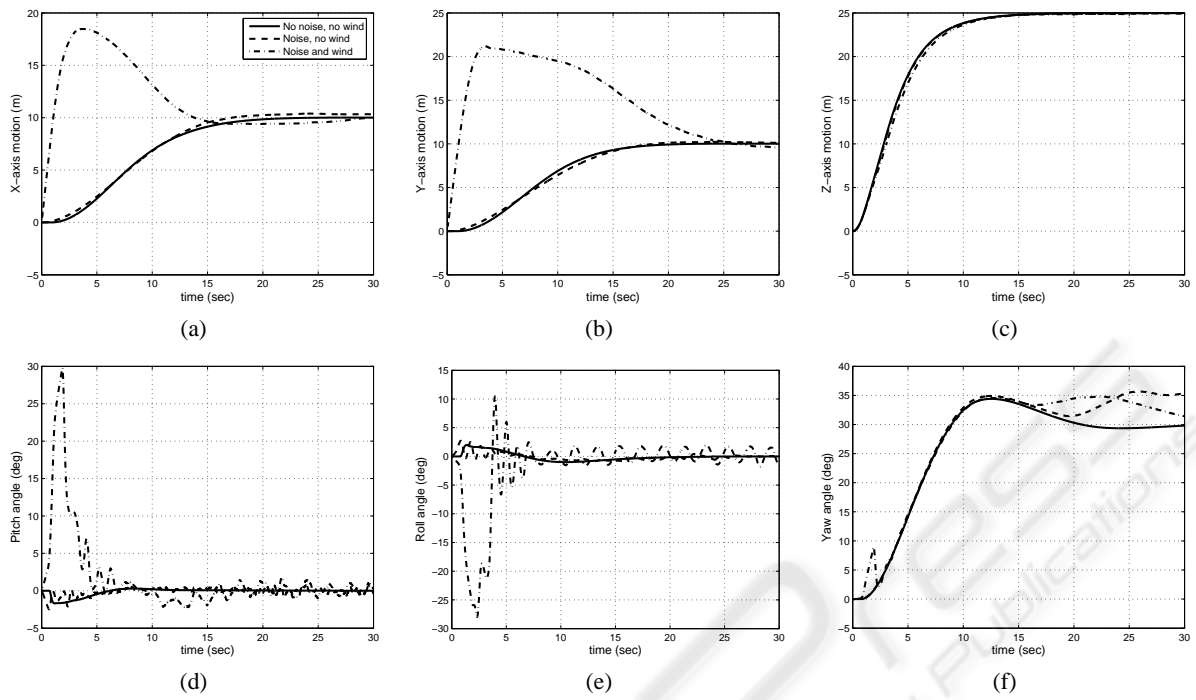 No noise, no wind
Noise, no wind
Noise and wind
20
15
10
5
0
−5
X−axis motion (m)
0 5 10 15 20 25 30
time (sec)
(a)
25
20
15
10
5
0
−5
Y−axis motion (m)
0 5 10 15 20 25 30
time (sec)
(b)
25
20
15
10
5
0
−5
Z−axis motion (m)
0 5 10 15 20 25 30
time (sec)
(c)
30
25
20
15
10
5
0
−5
Pitch angle (deg)
0 5 10 15 20 25 30
time (sec)
(d)
15
10
5
0
−5
−10
−15
−20
−25
−30
Roll angle (deg)
0 5 10 15 20 25 30
time (sec)
(e)
40
35
30
25
20
15
10
5
0
−5
Yaw angle (deg)
0 5 10 15 20 25 30
time (sec)
(f)
Publications